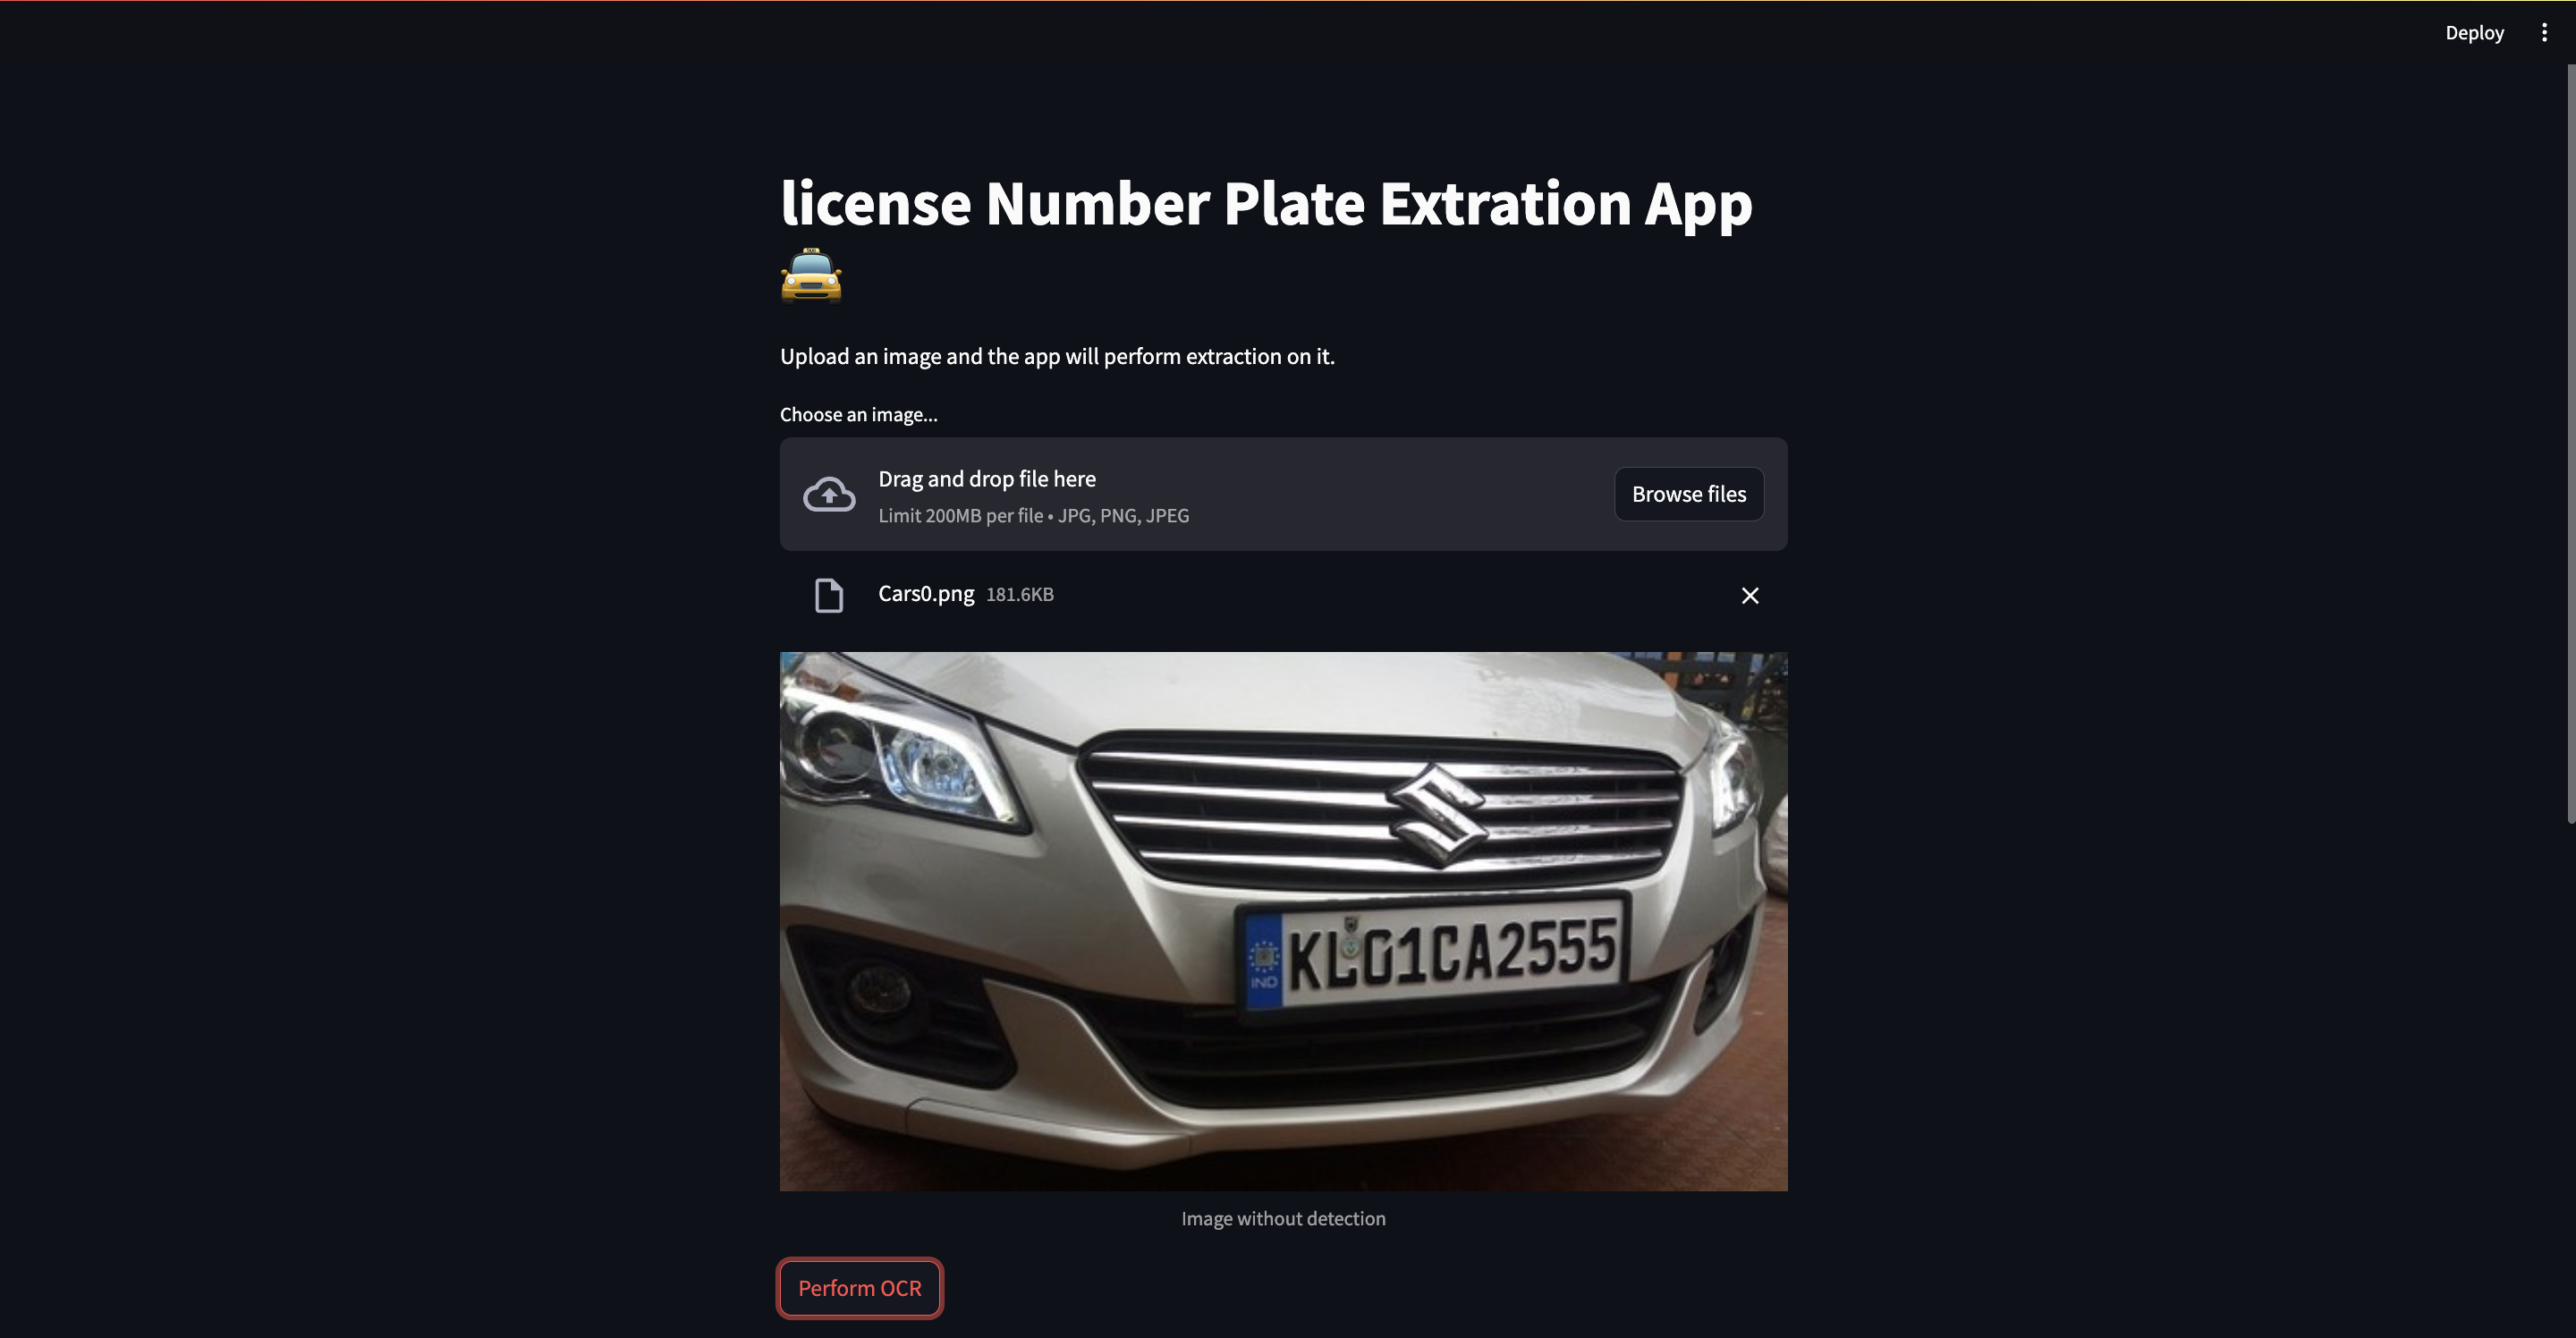 Deploy
license Number Plate Extration App
Upload an image and the app will perform extraction on it.
Choose an image...
Drag and drop file here
Limit 200MB per file • JPG, PNG, JPEG
Browse files
Cars0.png 181.6KB
IND
KL01CA2555
Image without detection
Perform OCR